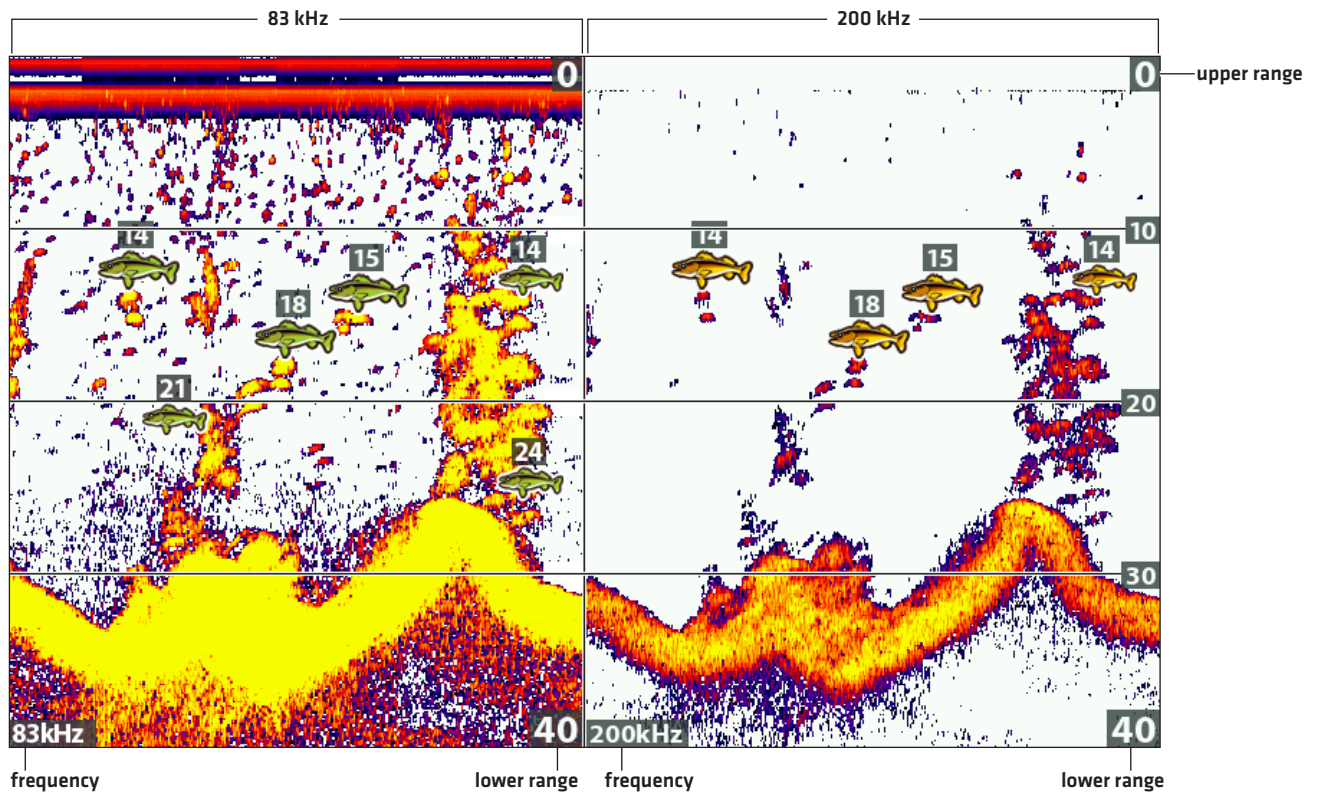 83 kHz
200 kHz
0
0
upper range
14
14
10
15
14
15
14
18
18
21
20
24
30
83kHz
40
200kHz
40
frequency
lower range
frequency
lower range